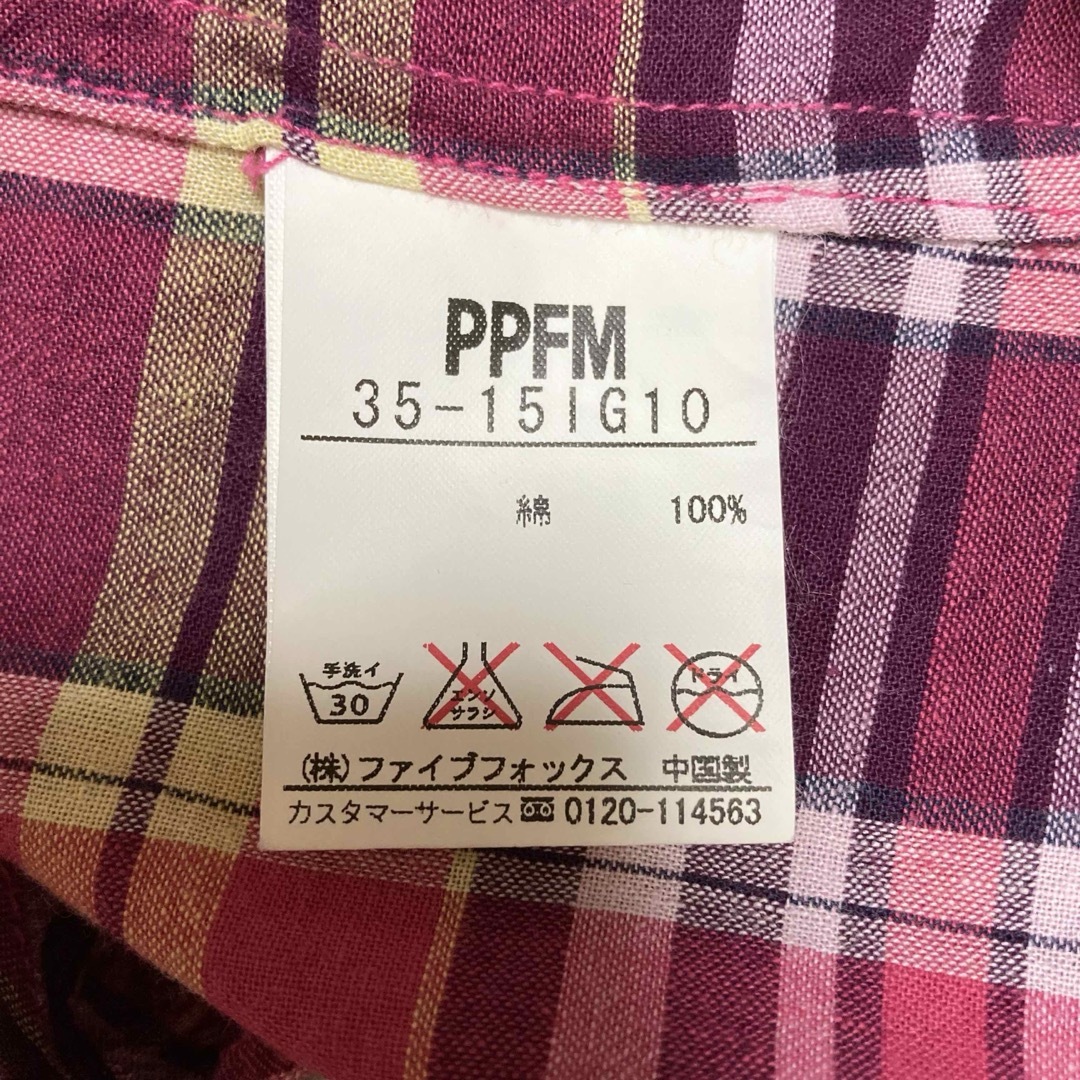 PPFM
35-15IG10
綿 100%
手洗イ
30
エンソ
サラシ
ドライ
(株)ファイブフォックス 中国製
カスタマーサービス 0120-114563